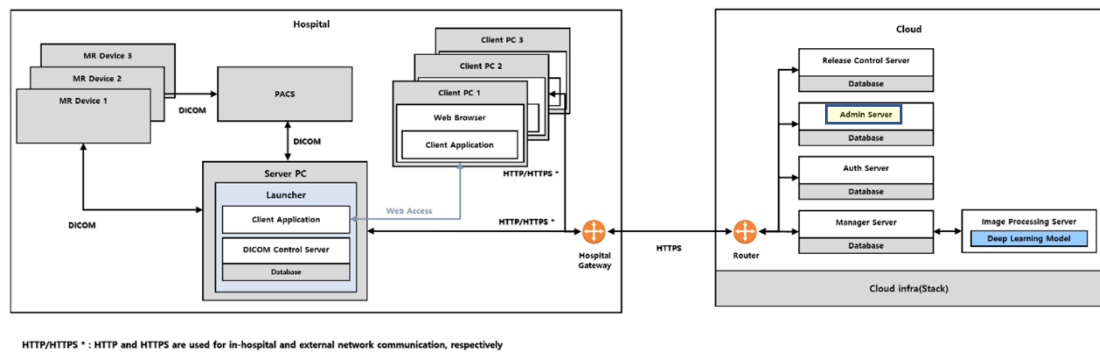 Hospital
MR Device 3
MR Device 2
MR Device 1
DICOM
PACS
DICOM
DICOM
Client PC 3
Client PC 2
Client PC 1
Web Browser
Client Application
HTTP/HTTPS *
Server PC
Launcher
Client Application
DICOM Control Server
Database
Web Access
HTTP/HTTPS *
Hospital
Gateway
HTTPS
Cloud
Router
Release Control Server
Database
Admin Server
Database
Auth Server
Database
Manager Server
Database
Image Processing Server
Deep Learning Model
Cloud infra(Stack)
HTTP/HTTPS * : HTTP and HTTPS are used for in-hospital and external network communication, respectively